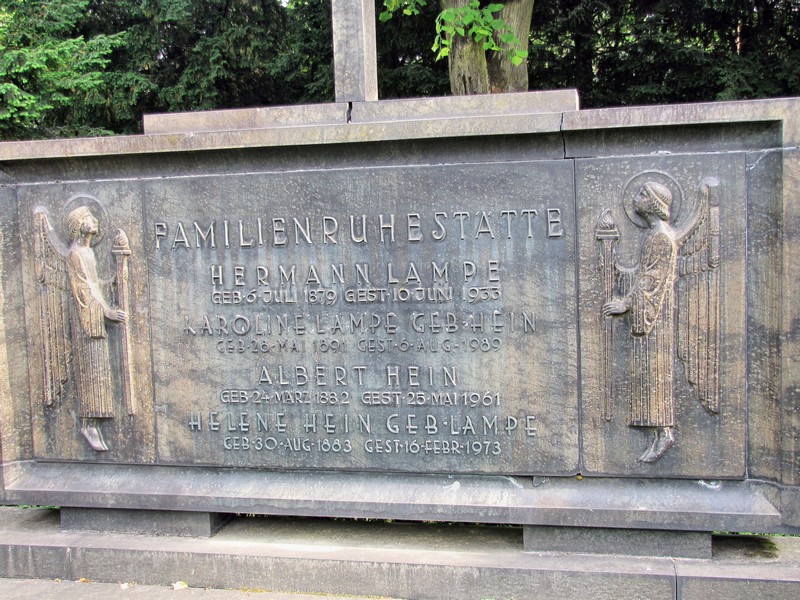 FAMILIENRUHESTÄTTE
HERMANN LAMPE
GEB·6·JULI 1879 GEST·10·JUNI 1933
KAROLINE·LAMPE GEB·HEIN
GEB·28·MAI 1891 GEST·6·AUG·1989
ALBERT HEIN
GEB·24·MÄRZ 1882 GEST·25·MAI 1961
HELENE HEIN GEB·LAMPE
GEB·30·AUG·1883 GEST·16·FEBR·1973